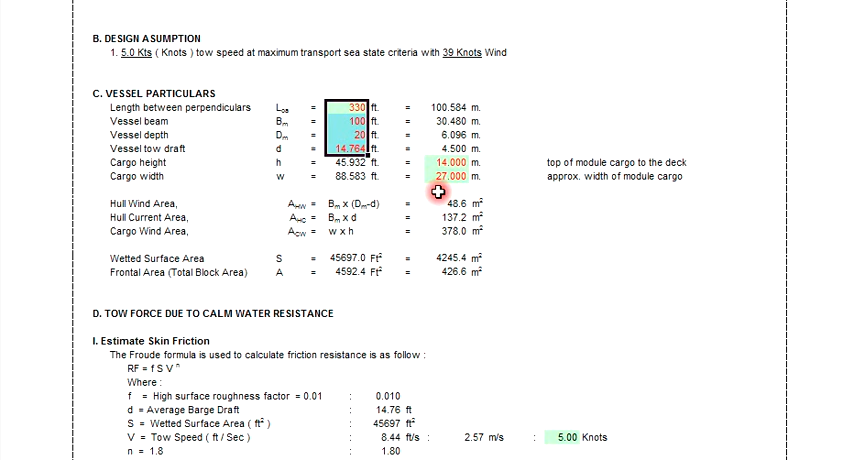 B. DESIGN ASUMPTION
1. 5.0 Kts ( Knots ) tow speed at maximum transport sea state criteria with 39 Knots Wind
C. VESSEL PARTICULARS
Length between perpendiculars Loa = 330 ft. = 100.584 m.
Vessel beam Bm = 100 ft. = 30.480 m.
Vessel depth Dm = 20 ft. = 6.096 m.
Vessel tow draft d = 14.764 ft. = 4.500 m.
Cargo height h = 45.932 ft. = 14.000 m. top of module cargo to the deck
Cargo width w = 88.583 ft. = 27.000 m. approx. width of module cargo
Hull Wind Area, AHW = Bm x (Dm-d) = 48.6 m²
Hull Current Area, AHC = Bm x d = 137.2 m²
Cargo Wind Area, ACW = w x h = 378.0 m²
Wetted Surface Area S = 45697.0 Ft² = 4245.4 m²
Frontal Area (Total Block Area) A = 4592.4 Ft² = 426.6 m²
D. TOW FORCE DUE TO CALM WATER RESISTANCE
I. Estimate Skin Friction
The Froude formula is used to calculate friction resistance is as follow :
RF = f S V ⁿ
Where :
f = High surface roughness factor = 0.01 : 0.010
d = Average Barge Draft : 14.76 ft
S = Wetted Surface Area ( ft² ) : 45697 ft²
V = Tow Speed ( ft / Sec ) : 8.44 ft/s : 2.57 m/s : 5.00 Knots
n = 1.8 : 1.80